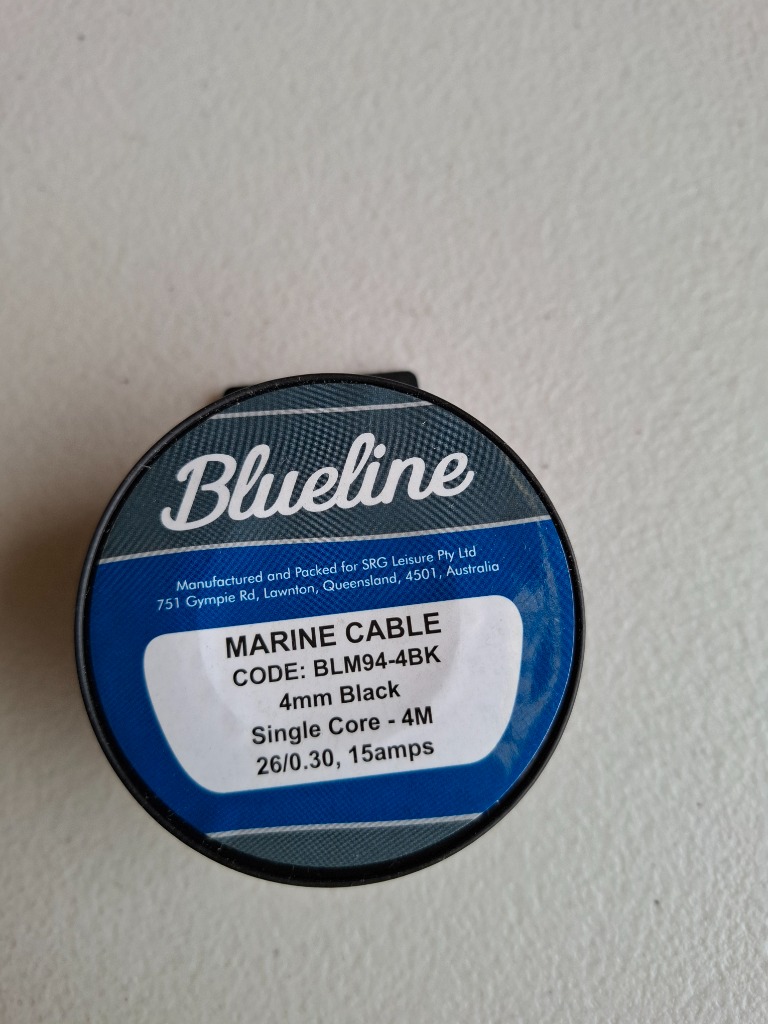 Blueline
Manufactured and Packed for SRG Leisure Pty Ltd
751 Gympie Rd, Lawnton, Queensland, 4501, Australia
MARINE CABLE
CODE: BLM94-4BK
4mm Black
Single Core - 4M
26/0.30, 15amps